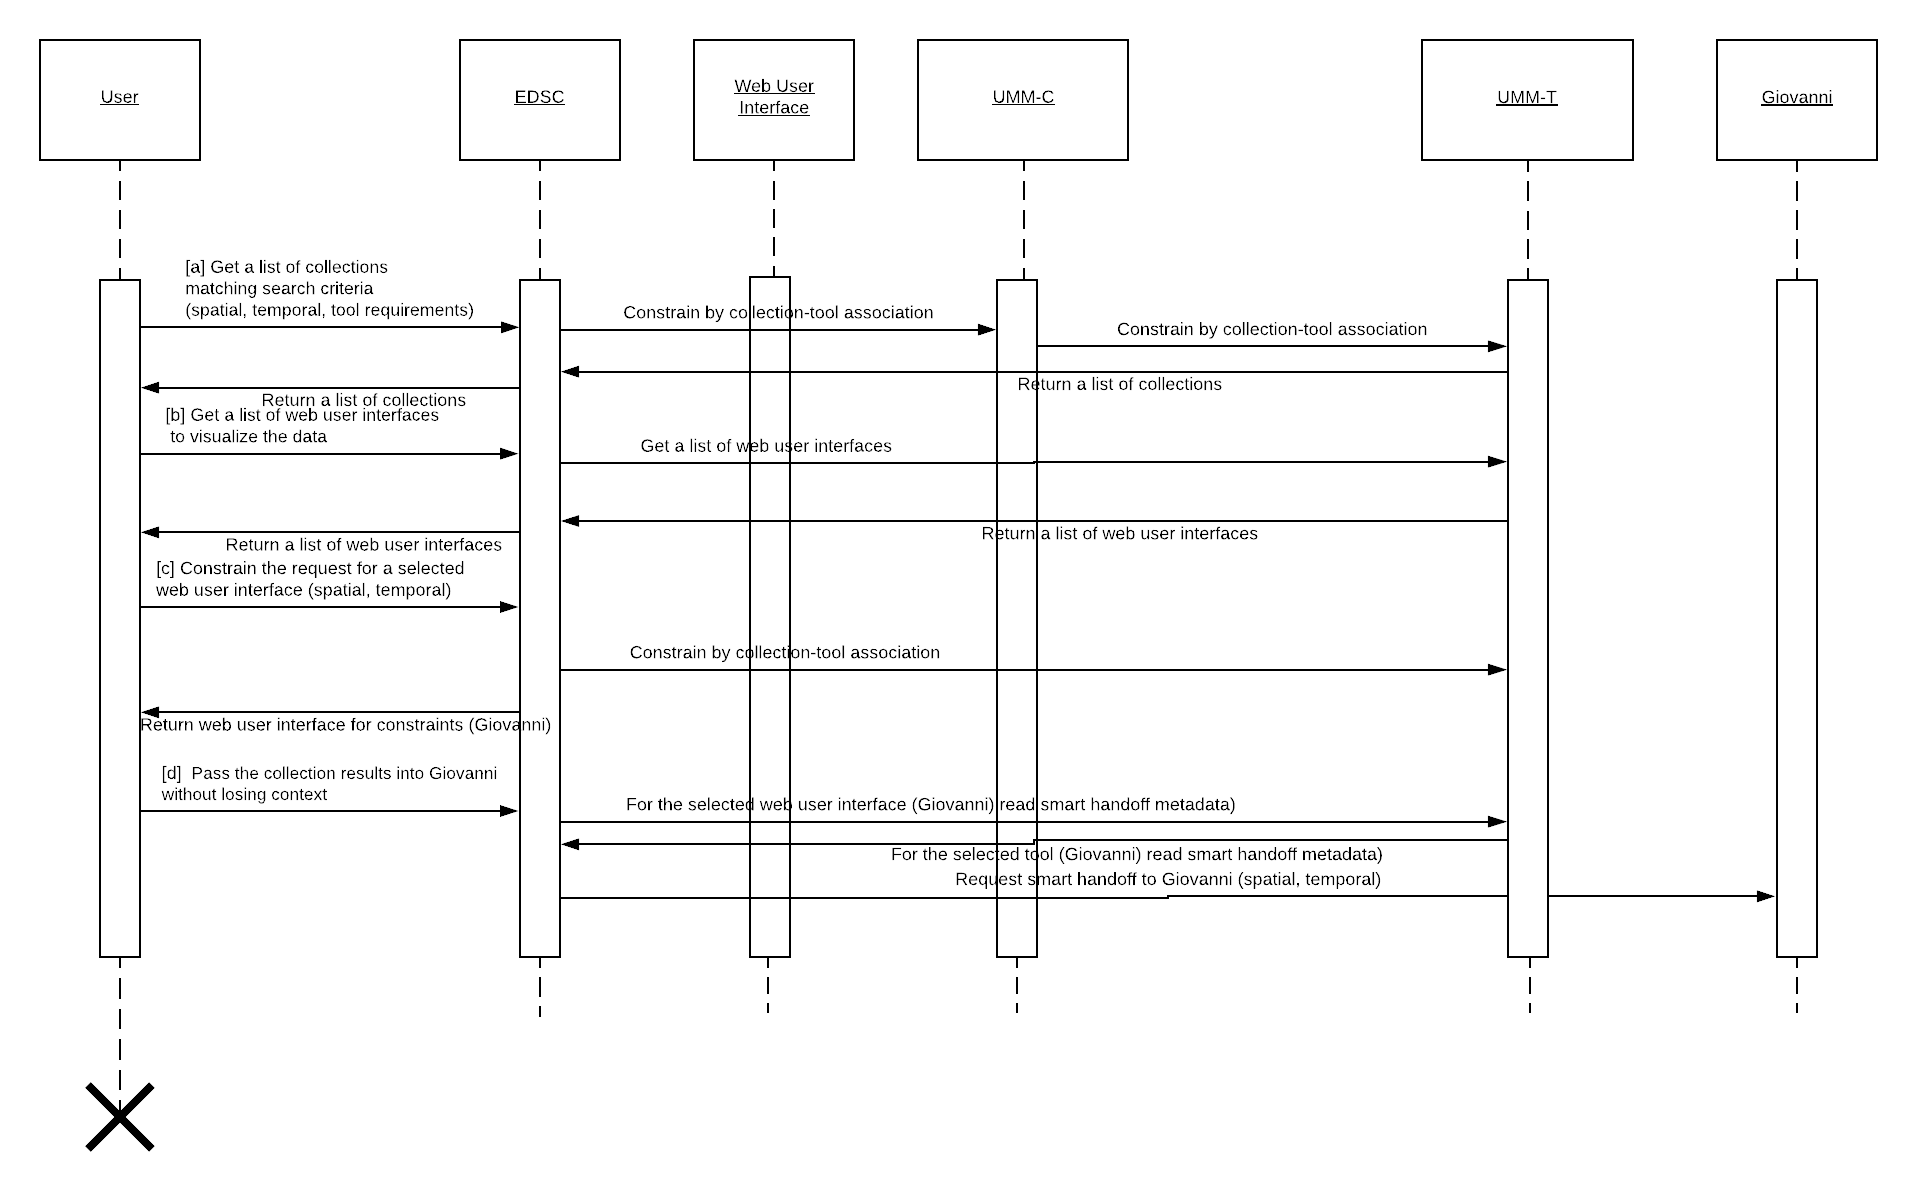 User
EDSC
Web User
Interface
UMM-C
UMM-T
Giovanni
[a] Get a list of collections
matching search criteria
(spatial, temporal, tool requirements)
Constrain by collection-tool association
Constrain by collection-tool association
Return a list of collections
Return a list of collections
[b] Get a list of web user interfaces
to visualize the data
Get a list of web user interfaces
Return a list of web user interfaces
Return a list of web user interfaces
[c] Constrain the request for a selected
web user interface (spatial, temporal)
Constrain by collection-tool association
Return web user interface for constraints (Giovanni)
[d]  Pass the collection results into Giovanni
without losing context
For the selected web user interface (Giovanni) read smart handoff metadata)
For the selected tool (Giovanni) read smart handoff metadata)
Request smart handoff to Giovanni (spatial, temporal)